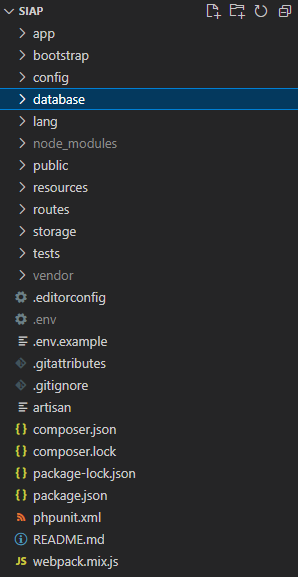 SIAP
app
bootstrap
config
database
lang
node_modules
public
resources
routes
storage
tests
vendor
.editorconfig
.env
.env.example
.gitattributes
.gitignore
artisan
{} composer.json
{} composer.lock
{} package-lock.json
{} package.json
phpunit.xml
README.md
JS webpack.mix.js